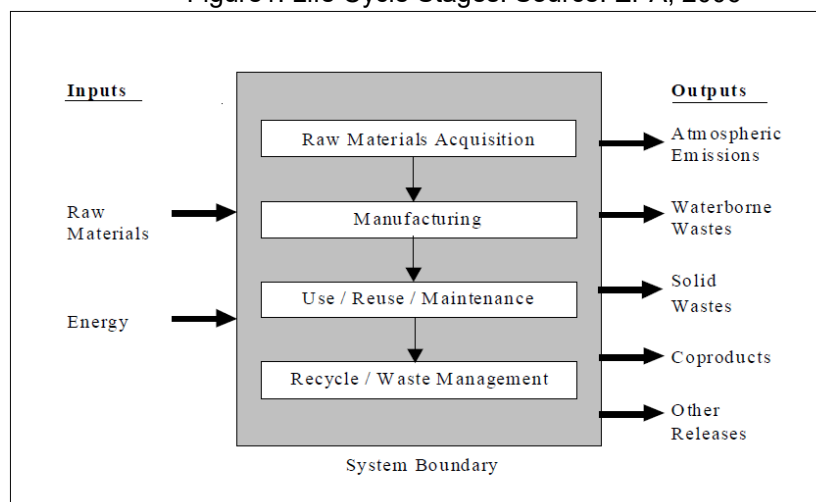 Inputs
Outputs
Raw Materials Acquisition
Atmospheric
Emissions
Raw
Materials
Manufacturing
Waterborne
Wastes
Energy
Use / Reuse / Maintenance
Solid
Wastes
Recycle / Waste Management
Coproducts
Other
Releases
System Boundary